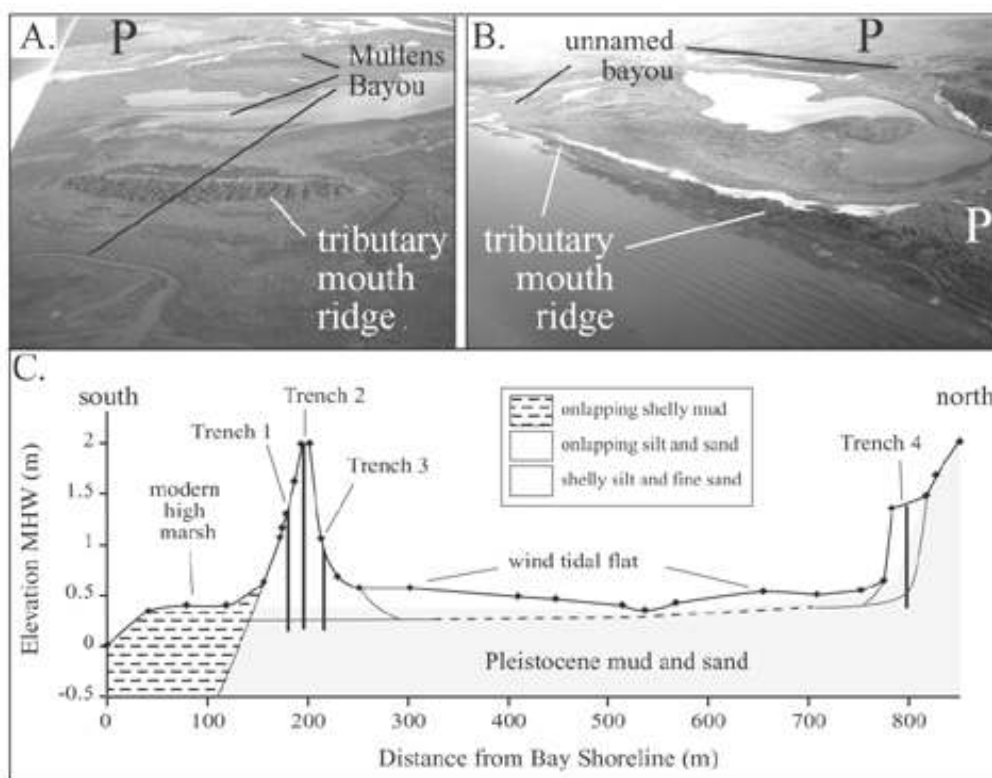 A.
P
Mullens
Bayou
tributary
mouth
ridge
B.
unnamed
bayou
P
P
tributary
mouth
ridge
C.
south
north
Trench 2
Trench 1
Trench 3
Trench 4
modern
high
marsh
onlapping shelly mud
onlapping silt and sand
shelly silt and fine sand
wind tidal flat
Pleistocene mud and sand
Elevation MHW (m)
2
1.5
1
0.5
0
-0.5
0 100 200 300 400 500 600 700 800
Distance from Bay Shoreline (m)